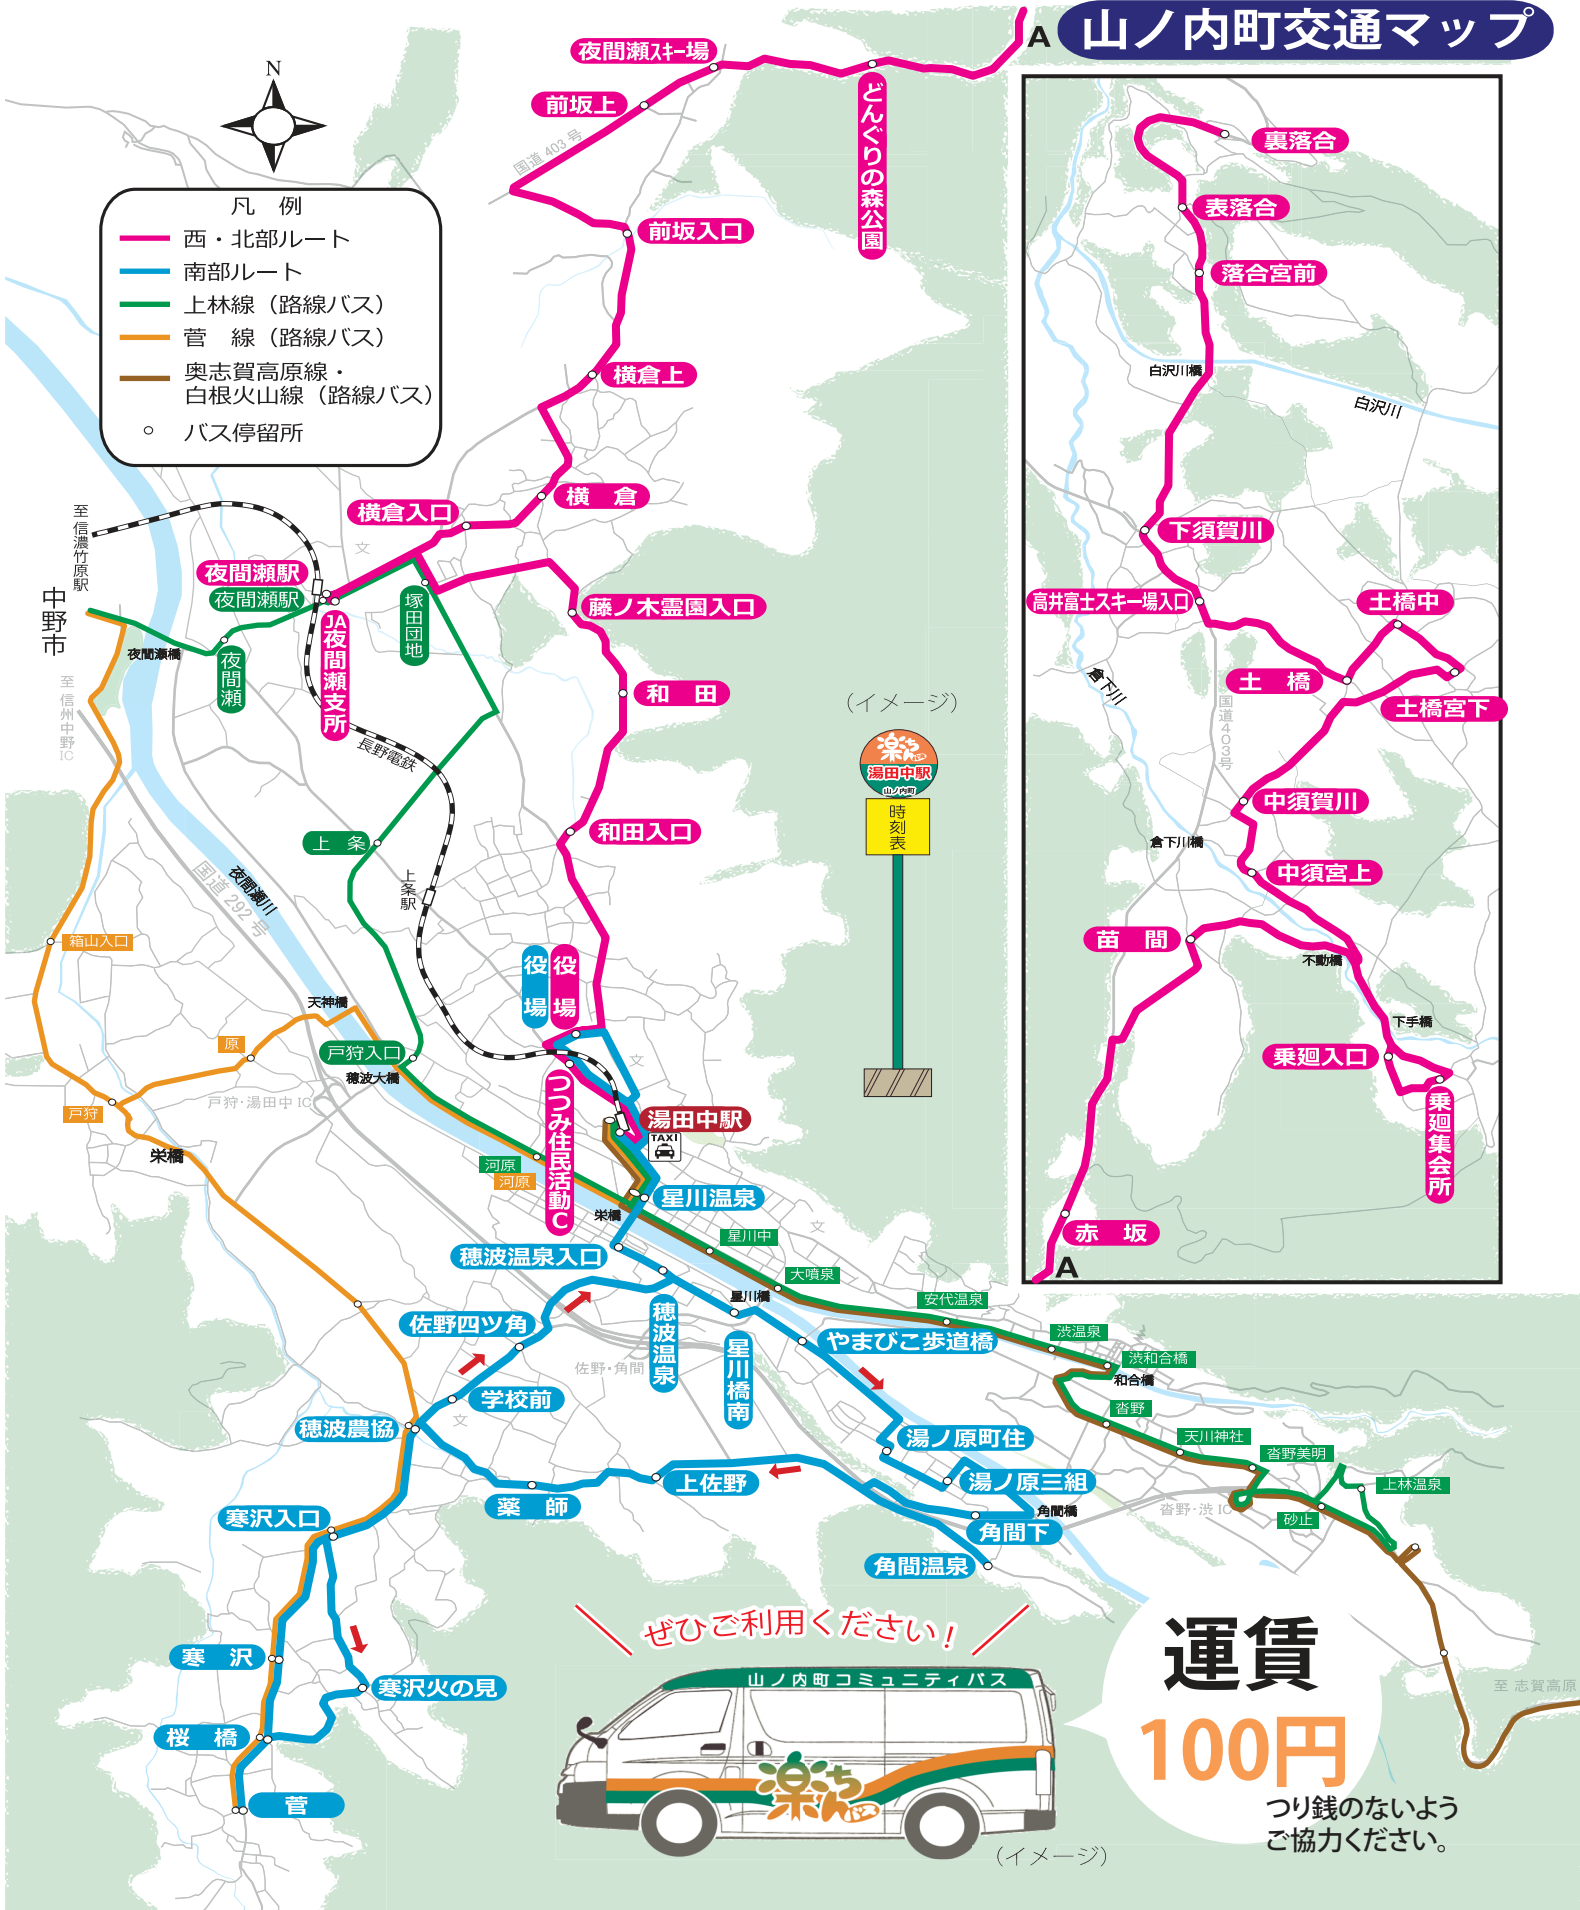 山ノ内町交通マップ
A
N
凡　例
西・北部ルート
南部ルート
上林線（路線バス）
菅　線（路線バス）
奥志賀高原線・
白根火山線（路線バス）
バス停留所
夜間瀬スキー場
前坂上
国道403号
どんぐりの森公園
前坂入口
横倉上
横　倉
横倉入口
文
至 信濃竹原駅
中野市
夜間瀬駅
夜間瀬駅
塚田団地
JA夜間瀬支所
夜間瀬橋
夜間瀬
至 信州中野IC
藤ノ木霊園入口
和　田
長野電鉄
和田入口
上　条
上条駅
国道292号
夜間瀬川
箱山入口
役場
役場
天神橋
原
戸狩入口
穂波大橋
戸狩・湯田中IC
戸狩
栄橋
文
つつみ住民活動C
湯田中駅
TAXI
河原
河原
星川温泉
栄橋
星川中
文
穂波温泉入口
大噴泉
星川橋
安代温泉
渋温泉
渋和合橋
和合橋
佐野四ツ角
穂波温泉
佐野・角間
星川橋南
やまびこ歩道橋
学校前
文
穂波農協
沓野
天川神社
沓野美明
上林温泉
湯ノ原町住
湯ノ原三組
角間橋
沓野・渋IC
砂止
上佐野
薬　師
角間下
角間温泉
寒沢入口
寒　沢
寒沢火の見
桜　橋
菅
至 志賀高原
（イメージ）
楽ちん
バス
湯田中駅
山ノ内町
時刻表
裏落合
表落合
落合宮前
白沢川橋
白沢川
下須賀川
高井富士スキー場入口
土橋中
土　橋
土橋宮下
倉下川
国道403号
中須賀川
倉下川橋
中須宮上
苗　間
不動橋
下手橋
乗廻入口
乗廻集会所
赤　坂
A
ぜひご利用ください！
山ノ内町コミュニティバス
楽ちん
バス
（イメージ）
運賃
100円
つり銭のないよう
ご協力ください。